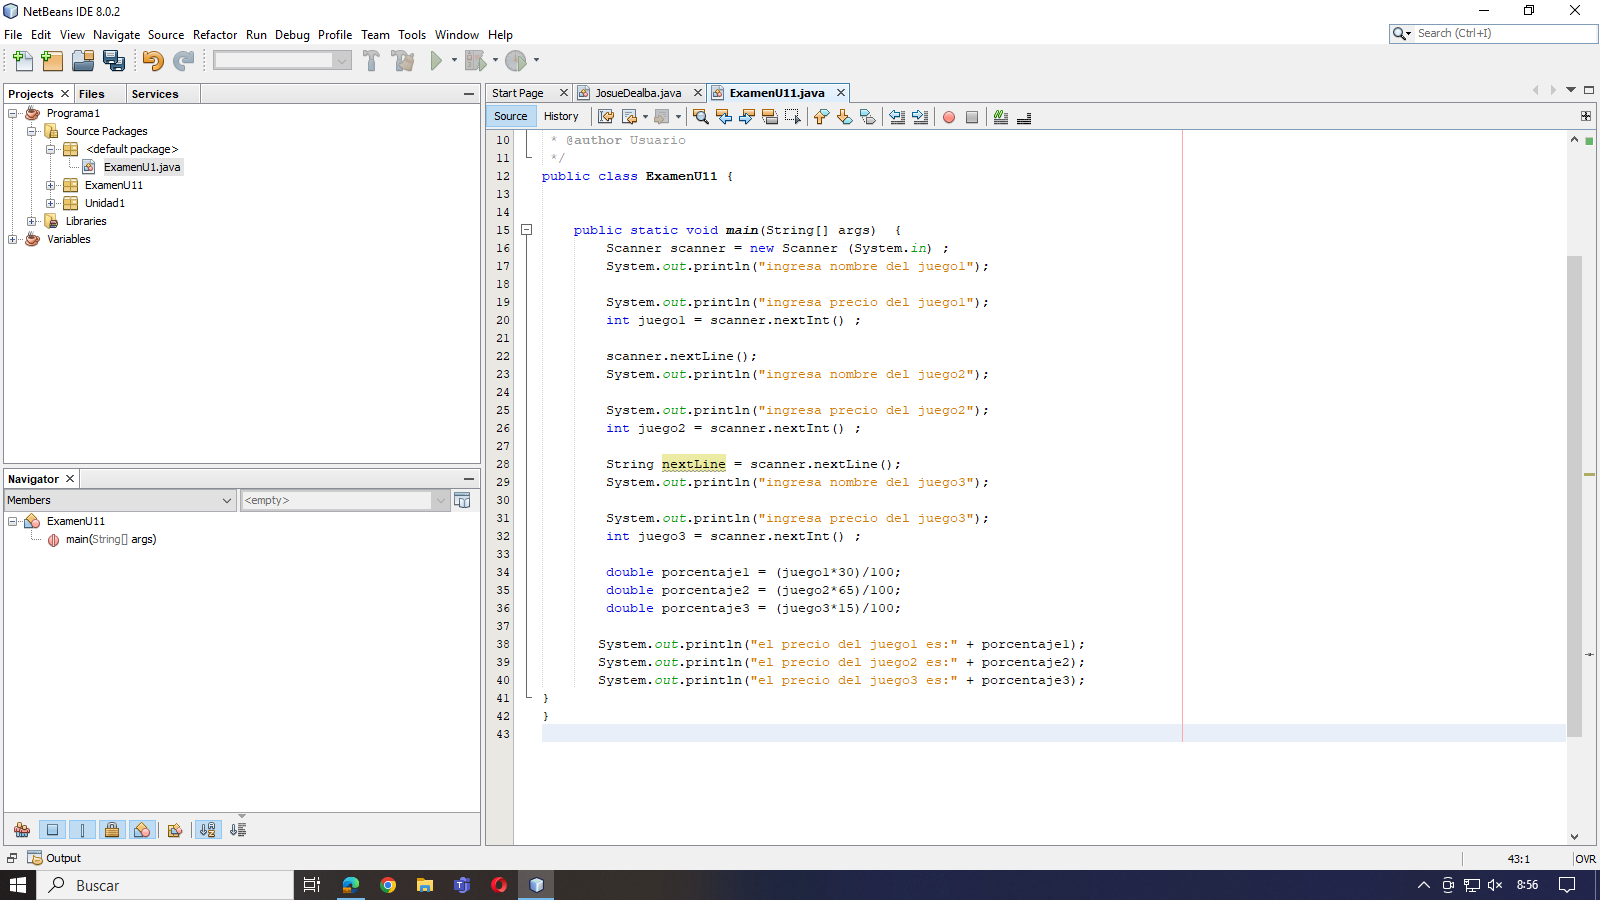 NetBeans IDE 8.0.2
File Edit View Navigate Source Refactor Run Debug Profile Team Tools Window Help
Search (Ctrl+I)
Projects Files Services
Programa1
Source Packages
<default package>
ExamenU1.java
ExamenU11
Unidad1
Libraries
Variables
Navigator
Members
<empty>
ExamenU11
main(String[] args)
Start Page JosueDealba.java ExamenU11.java
Source History
10 * @author Usuario
11 */
12 public class ExamenU11 {
13
14
15 public static void main(String[] args) {
16 Scanner scanner = new Scanner (System.in) ;
17 System.out.println("ingresa nombre del juego1");
18
19 System.out.println("ingresa precio del juego1");
20 int juego1 = scanner.nextInt() ;
21
22 scanner.nextLine();
23 System.out.println("ingresa nombre del juego2");
24
25 System.out.println("ingresa precio del juego2");
26 int juego2 = scanner.nextInt() ;
27
28 String nextLine = scanner.nextLine();
29 System.out.println("ingresa nombre del juego3");
30
31 System.out.println("ingresa precio del juego3");
32 int juego3 = scanner.nextInt() ;
33
34 double porcentaje1 = (juego1*30)/100;
35 double porcentaje2 = (juego2*65)/100;
36 double porcentaje3 = (juego3*15)/100;
37
38 System.out.println("el precio del juego1 es:" + porcentaje1);
39 System.out.println("el precio del juego2 es:" + porcentaje2);
40 System.out.println("el precio del juego3 es:" + porcentaje3);
41 }
42 }
43
Output
43:1 OVR
Buscar
8:56